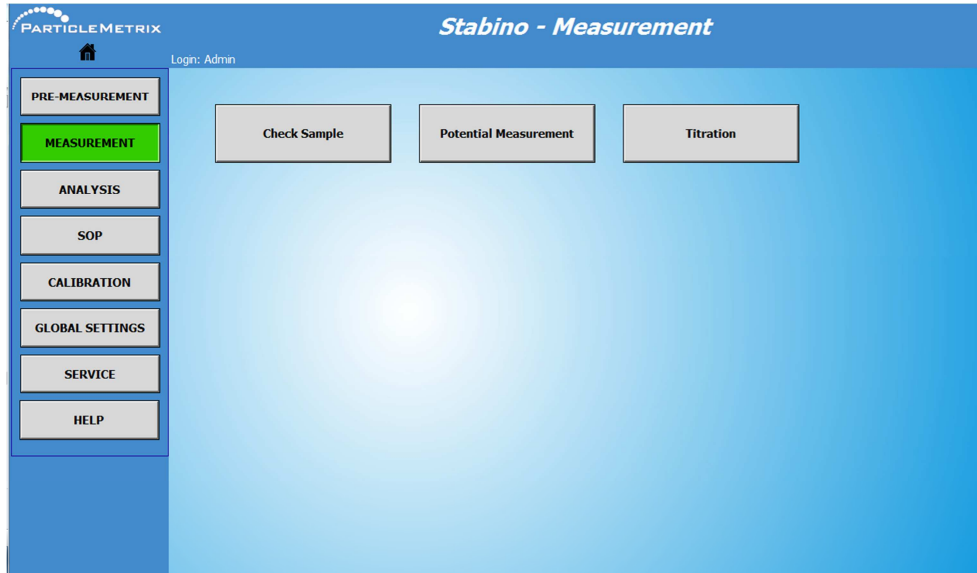 PARTICLEMETRIX
Stabino - Measurement
Login: Admin
PRE-MEASUREMENT
MEASUREMENT
ANALYSIS
SOP
CALIBRATION
GLOBAL SETTINGS
SERVICE
HELP
Check Sample
Potential Measurement
Titration